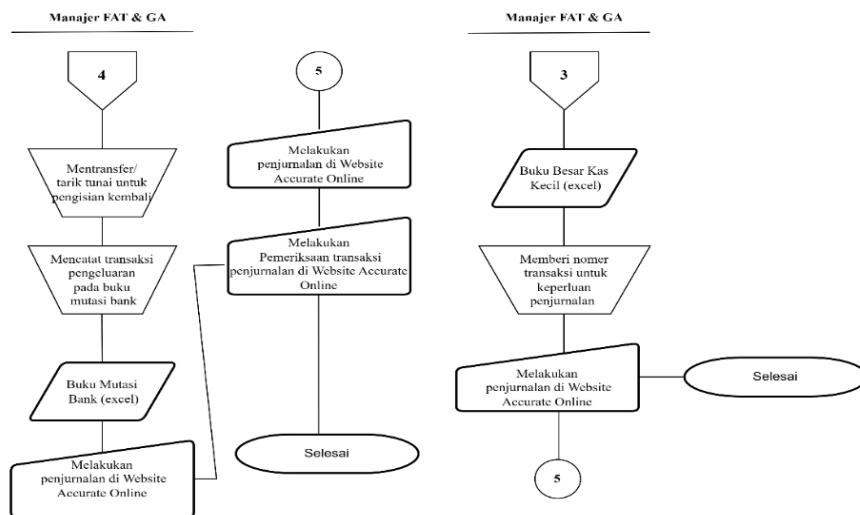 Manajer FAT & GA
4
Mentransfer/
tarik tunai untuk
pengisian kembali
Mencatat transaksi
pengeluaran
pada buku
mutasi bank
Buku Mutasi
Bank (excel)
Melakukan
penjurnalan di Website
Accurate Online
5
Melakukan
penjurnalan di Website
Accurate Online
Melakukan
Pemeriksaan transaksi
penjurnalan di Website Accurate
Online
Selesai
Manajer FAT & GA
3
Buku Besar Kas
Kecil (excel)
Memberi nomer
transaksi untuk
keperluan
penjurnalan
Melakukan
penjurnalan di Website
Accurate Online
Selesai
5